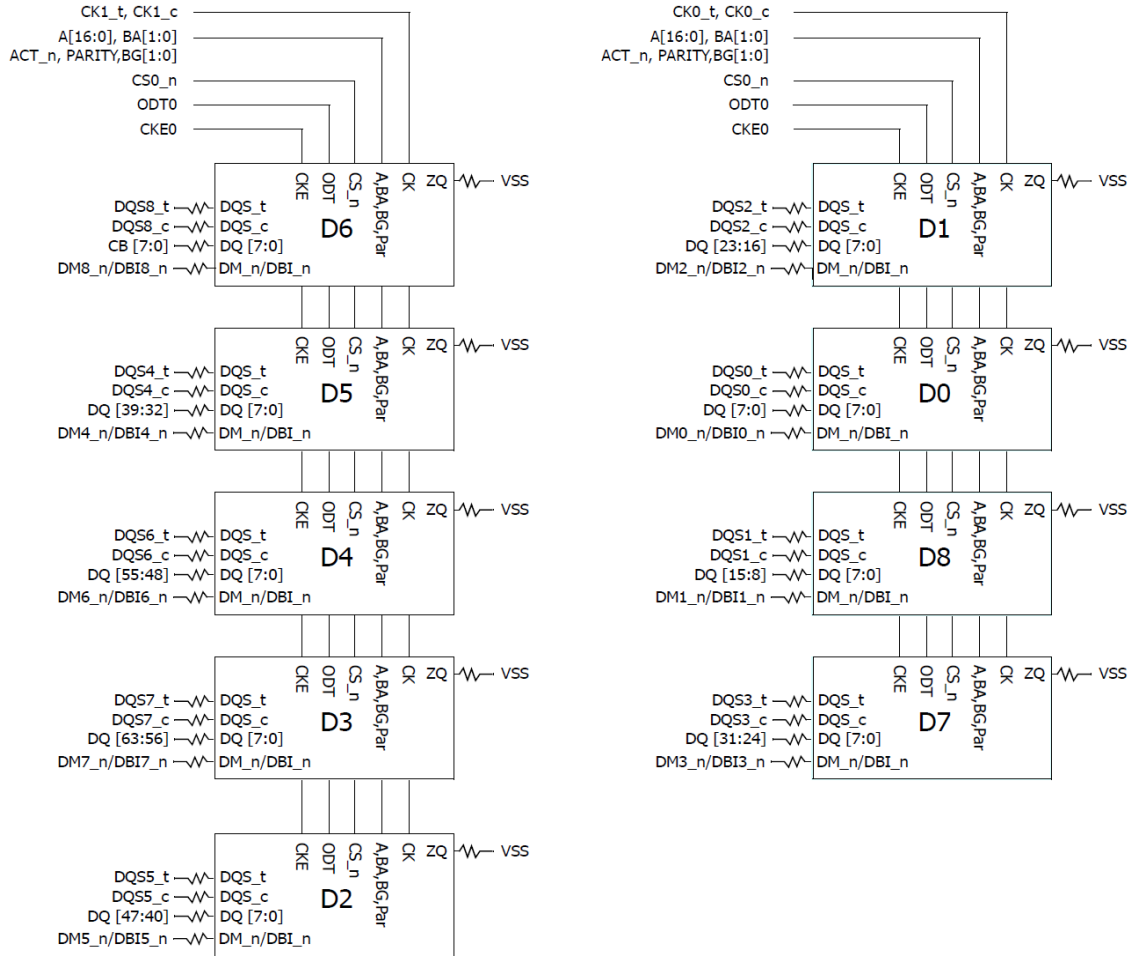 CK1_t, CK1_c
A[16:0], BA[1:0]
ACT_n, PARITY,BG[1:0]
CS0_n
ODT0
CKE0
CKE
ODT
CS_n
A,BA,BG,Par
CK
ZQ
VSS
DQS8_t
DQS_t
DQS8_c
DQS_c
D6
CB [7:0]
DQ [7:0]
DM8_n/DBI8_n
DM_n/DBI_n
CKE
ODT
CS_n
A,BA,BG,Par
CK
ZQ
VSS
DQS4_t
DQS_t
DQS4_c
DQS_c
D5
DQ [39:32]
DQ [7:0]
DM4_n/DBI4_n
DM_n/DBI_n
CKE
ODT
CS_n
A,BA,BG,Par
CK
ZQ
VSS
DQS6_t
DQS_t
DQS6_c
DQS_c
D4
DQ [55:48]
DQ [7:0]
DM6_n/DBI6_n
DM_n/DBI_n
CKE
ODT
CS_n
A,BA,BG,Par
CK
ZQ
VSS
DQS7_t
DQS_t
DQS7_c
DQS_c
D3
DQ [63:56]
DQ [7:0]
DM7_n/DBI7_n
DM_n/DBI_n
CKE
ODT
CS_n
A,BA,BG,Par
CK
ZQ
VSS
DQS5_t
DQS_t
DQS5_c
DQS_c
D2
DQ [47:40]
DQ [7:0]
DM5_n/DBI5_n
DM_n/DBI_n
CK0_t, CK0_c
A[16:0], BA[1:0]
ACT_n, PARITY,BG[1:0]
CS0_n
ODT0
CKE0
CKE
ODT
CS_n
A,BA,BG,Par
CK
ZQ
VSS
DQS2_t
DQS_t
DQS2_c
DQS_c
D1
DQ [23:16]
DQ [7:0]
DM2_n/DBI2_n
DM_n/DBI_n
CKE
ODT
CS_n
A,BA,BG,Par
CK
ZQ
VSS
DQS0_t
DQS_t
DQS0_c
DQS_c
D0
DQ [7:0]
DQ [7:0]
DM0_n/DBI0_n
DM_n/DBI_n
CKE
ODT
CS_n
A,BA,BG,Par
CK
ZQ
VSS
DQS1_t
DQS_t
DQS1_c
DQS_c
D8
DQ [15:8]
DQ [7:0]
DM1_n/DBI1_n
DM_n/DBI_n
CKE
ODT
CS_n
A,BA,BG,Par
CK
ZQ
VSS
DQS3_t
DQS_t
DQS3_c
DQS_c
D7
DQ [31:24]
DQ [7:0]
DM3_n/DBI3_n
DM_n/DBI_n